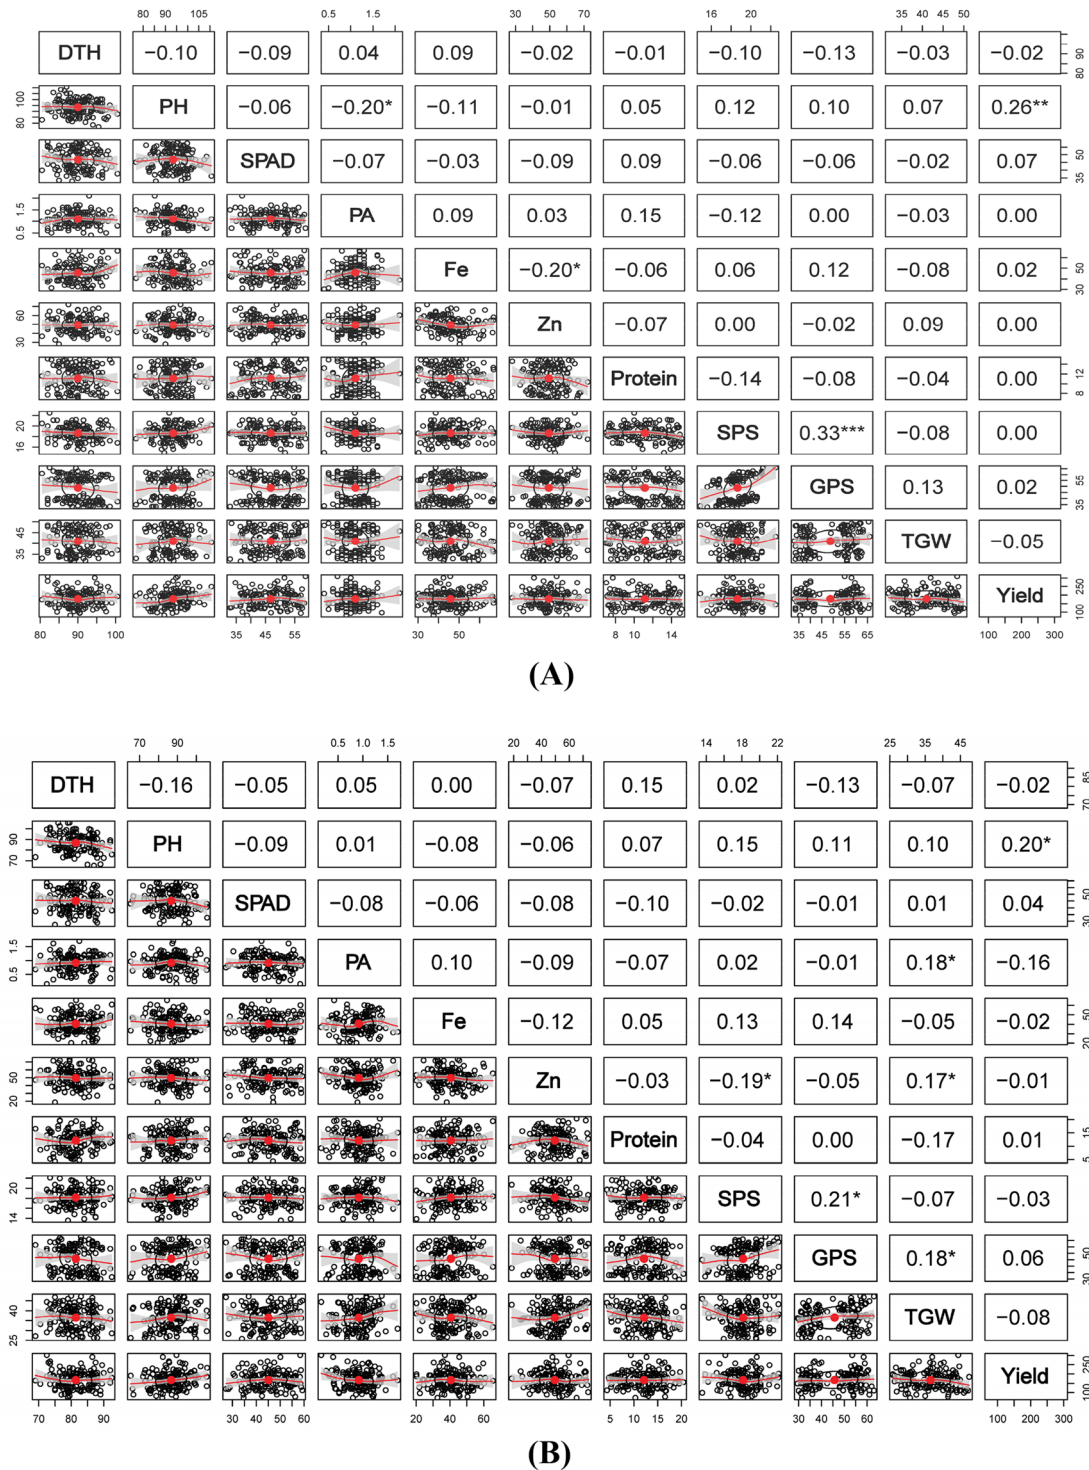 80 90 105 0.5 1.5 30 50 70 16 20 35 45 50
DTH −0.10 −0.09 0.04 0.09 −0.02 −0.01 −0.10 −0.13 −0.03 −0.02 80 90
80 100 PH −0.06 −0.20* −0.11 −0.01 0.05 0.12 0.10 0.07 0.26**
SPAD −0.07 −0.03 −0.09 0.09 −0.06 −0.06 −0.02 0.07 35 50
0.5 1.5 PA 0.09 0.03 0.15 −0.12 0.00 −0.03 0.00
Fe −0.20* −0.06 0.06 0.12 −0.08 0.02 30 50
30 60 Zn −0.07 0.00 −0.02 0.09 0.00
Protein −0.14 −0.08 −0.04 0.00 8 12
16 20 SPS 0.33*** −0.08 0.00
GPS 0.13 0.02 35 55
35 45 TGW −0.05
Yield 100 250
80 90 100 35 45 55 30 50 8 10 14 35 45 55 65 100 200 300
(A)
70 90 0.5 1.0 1.5 20 40 60 14 18 22 25 35 45
DTH −0.16 −0.05 0.05 0.00 −0.07 0.15 0.02 −0.13 −0.07 −0.02 70 85
70 90 PH −0.09 0.01 −0.08 −0.06 0.07 0.15 0.11 0.10 0.20*
SPAD −0.08 −0.06 −0.08 −0.10 −0.02 −0.01 0.01 0.04 30 50
0.5 1.5 PA 0.10 −0.09 −0.07 0.02 −0.01 0.18* −0.16
Fe −0.12 0.05 0.13 0.14 −0.05 −0.02 20 50
20 50 Zn −0.03 −0.19* −0.05 0.17* −0.01
Protein −0.04 0.00 −0.17 0.01 5 15
14 20 SPS 0.21* −0.07 −0.03
GPS 0.18* 0.06 30 50
25 40 TGW −0.08
Yield 100 250
70 80 90 30 40 50 60 20 40 60 5 10 15 20 30 40 50 60 100 200 300
(B)